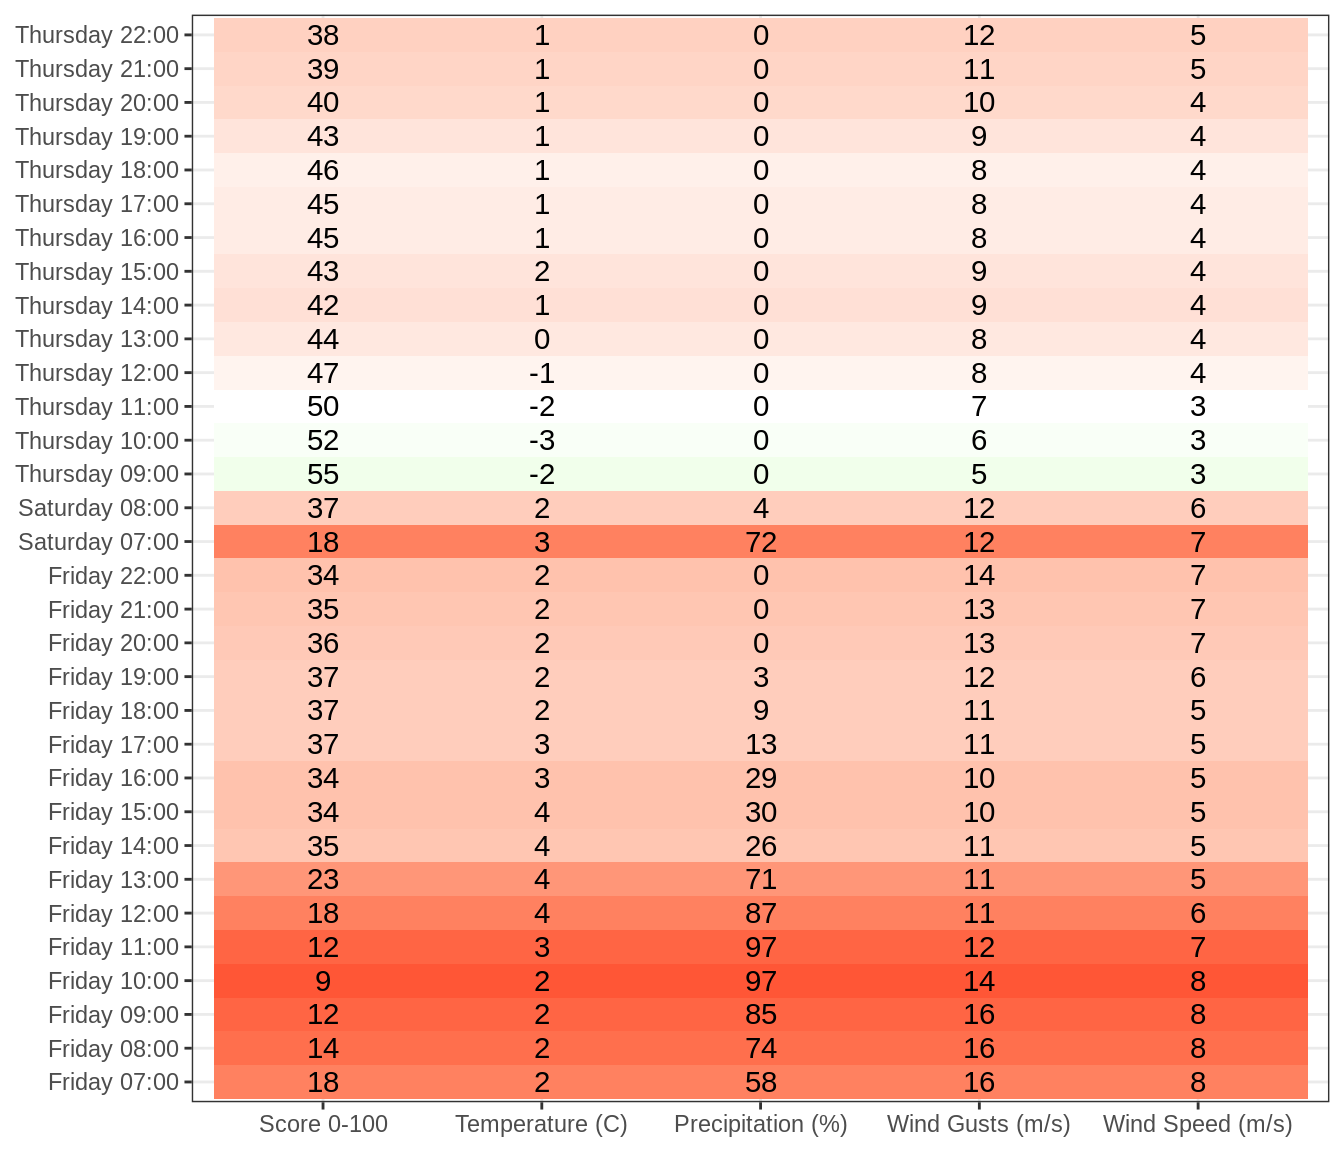 Thursday 22:00 38 1 0 12 5
Thursday 21:00 39 1 0 11 5
Thursday 20:00 40 1 0 10 4
Thursday 19:00 43 1 0 9 4
Thursday 18:00 46 1 0 8 4
Thursday 17:00 45 1 0 8 4
Thursday 16:00 45 1 0 8 4
Thursday 15:00 43 2 0 9 4
Thursday 14:00 42 1 0 9 4
Thursday 13:00 44 0 0 8 4
Thursday 12:00 47 -1 0 8 4
Thursday 11:00 50 -2 0 7 3
Thursday 10:00 52 -3 0 6 3
Thursday 09:00 55 -2 0 5 3
Saturday 08:00 37 2 4 12 6
Saturday 07:00 18 3 72 12 7
Friday 22:00 34 2 0 14 7
Friday 21:00 35 2 0 13 7
Friday 20:00 36 2 0 13 7
Friday 19:00 37 2 3 12 6
Friday 18:00 37 2 9 11 5
Friday 17:00 37 3 13 11 5
Friday 16:00 34 3 29 10 5
Friday 15:00 34 4 30 10 5
Friday 14:00 35 4 26 11 5
Friday 13:00 23 4 71 11 5
Friday 12:00 18 4 87 11 6
Friday 11:00 12 3 97 12 7
Friday 10:00 9 2 97 14 8
Friday 09:00 12 2 85 16 8
Friday 08:00 14 2 74 16 8
Friday 07:00 18 2 58 16 8
Score 0-100 Temperature (C) Precipitation (%) Wind Gusts (m/s) Wind Speed (m/s)